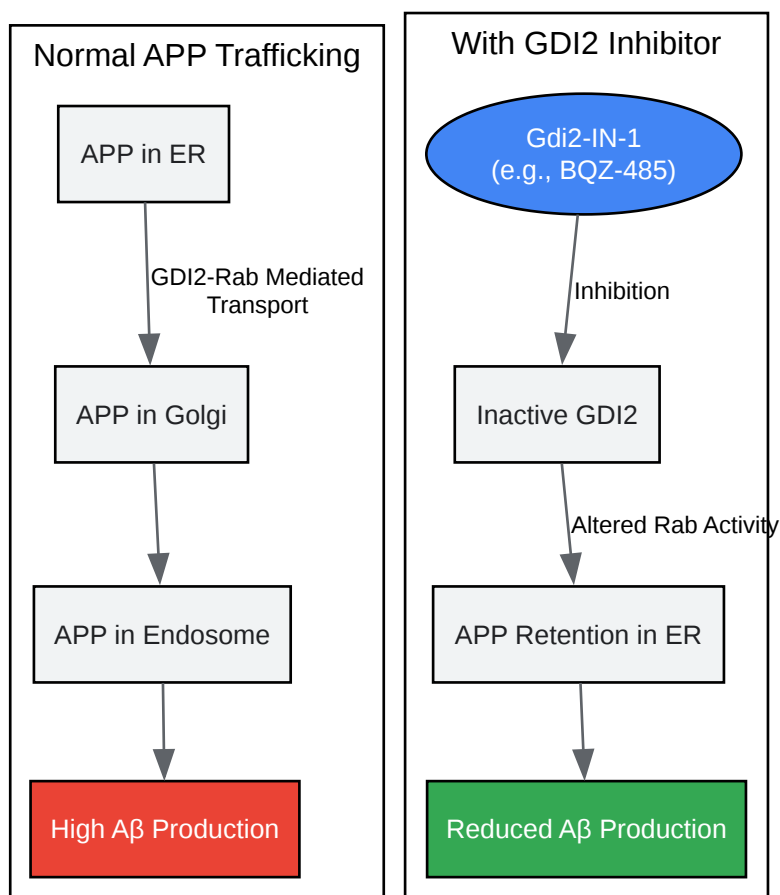 Normal APP Trafficking
APP in ER
GDI2-Rab Mediated
Transport
APP in Golgi
APP in Endosome
High Aβ Production
With GDI2 Inhibitor
Gdi2-IN-1
(e.g., BQZ-485)
Inhibition
Inactive GDI2
Altered Rab Activity
APP Retention in ER
Reduced Aβ Production